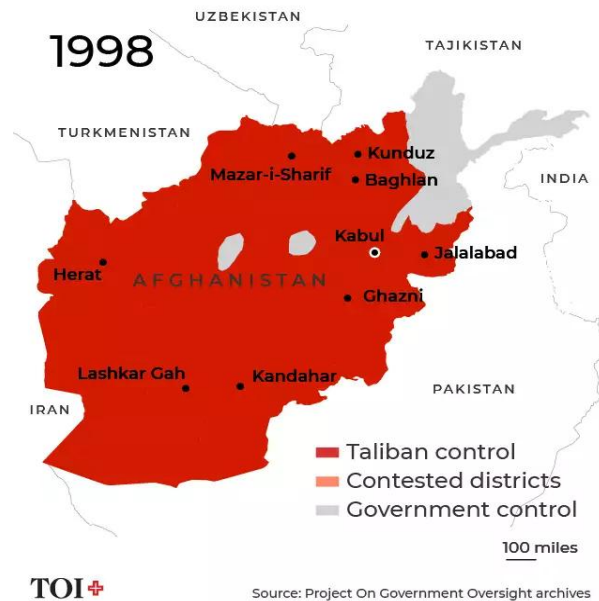 UZBEKISTAN
1998
TAJIKISTAN
TURKMENISTAN
Kunduz
Mazar-i-Sharif
Baghlan
INDIA
Kabul
Jalalabad
Herat
AFGHANISTAN
Ghazni
Lashkar Gah
Kandahar
PAKISTAN
IRAN
Taliban control
Contested districts
Government control
100 miles
TOI+
Source: Project On Government Oversight archives